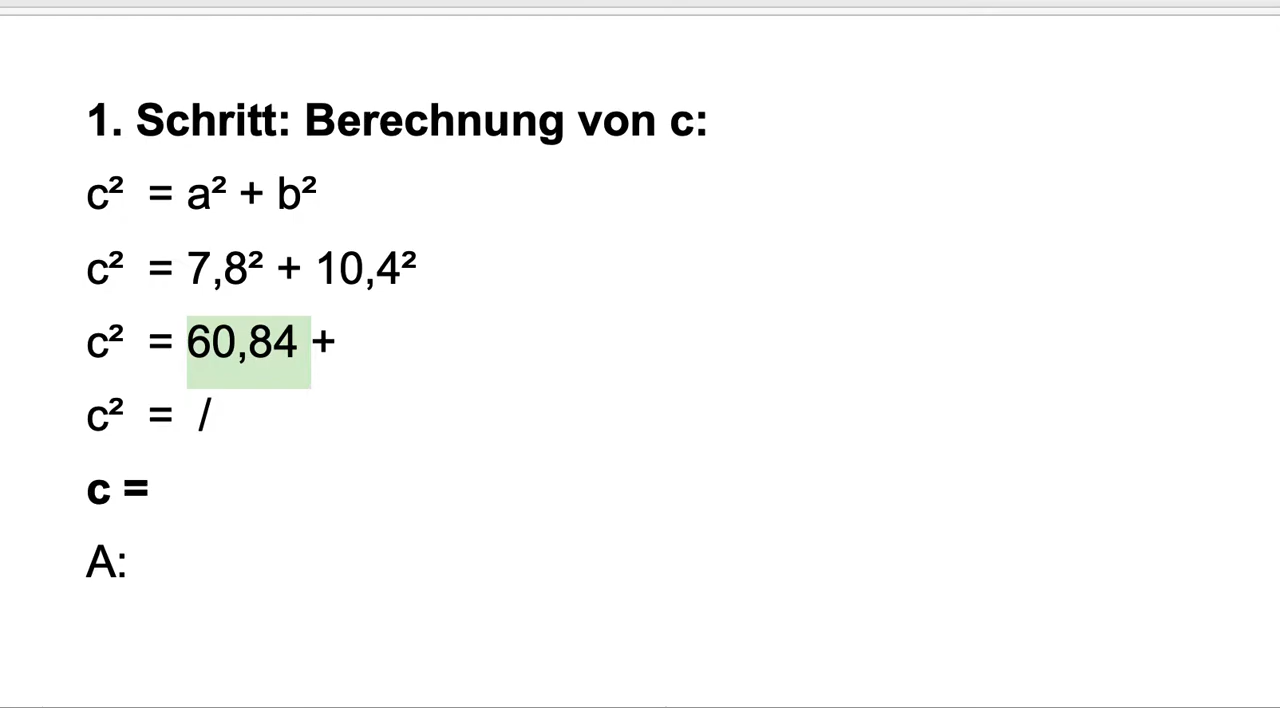 1. Schritt: Berechnung von c:
c² = a² + b²
c² = 7,8² + 10,4²
c² = 60,84 +
c² = /
c =
A: